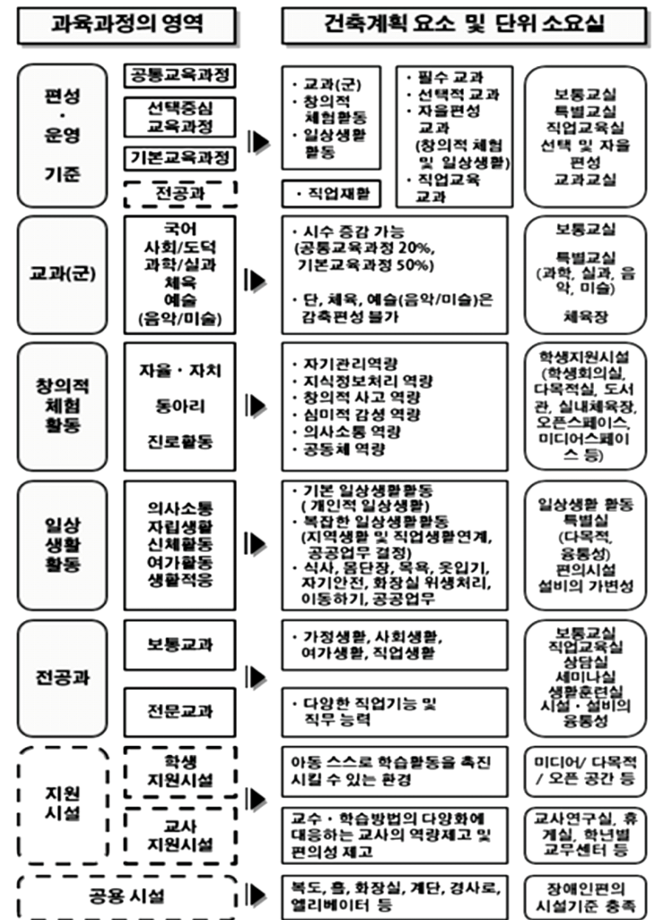 과육과정의 영역
건축계획 요소 및 단위 소요실
편성
·
운영
기준
공통교육과정
선택중심
교육과정
기본교육과정
전공과
· 교과(군)
· 창의적
체험활동
· 일상생활
활동
· 직업재활
· 필수 교과
· 선택적 교과
· 자율편성
교과
(창의적 체험
및 일상생활)
· 직업교육
교과
보통교실
특별교실
직업교육실
선택 및 자율
편성
교과교실
교과(군)
국어
사회/도덕
과학/실과
체육
예술
(음악/미술)
· 시수 증감 가능
(공통교육과정 20%,
기본교육과정 50%)
· 단, 체육, 예술(음악/미술)은
감축편성 불가
보통교실
특별교실
(과학, 실과, 음
악, 미술)
체육장
창의적
체험
활동
자율 · 자치
동아리
진로활동
· 자기관리역량
· 지식정보처리 역량
· 창의적 사고 역량
· 심미적 감성 역량
· 의사소통 역량
· 공동체 역량
학생지원시설
(학생회의실,
다목적실, 도서
관, 실내체육장,
오픈스페이스,
미디어스페이
스 등)
일상
생활
활동
의사소통
자립생활
신체활동
여가활동
생활적응
· 기본 일상생활활동
( 개인적 일상생활)
· 복잡한 일상생활활동
(지역생활 및 직업생활연계,
공공업무 결정)
· 식사, 몸단장, 목욕, 옷입기,
자기안전, 화장실 위생처리,
이동하기, 공공업무
일상생활 활동
특별실
(다목적,
융통성)
편의시설
설비의 가변성
전공과
보통교과
전문교과
· 가정생활, 사회생활,
여가생활, 직업생활
· 다양한 직업기능 및
직무 능력
보통교실
직업교육실
상담실
세미나실
생활훈련실
시설 · 설비의
융통성
지원
시설
학생
지원시설
아동 스스로 학습활동을 촉진
시킬 수 있는 환경
미디어/ 다목적
/ 오픈 공간 등
교사
지원시설
교수 · 학습방법의 다양화에
대응하는 교사의 역량제고 및
편의성 제고
교사연구실, 휴
게실, 학년별
교무센터 등
공용 시설
복도, 홀, 화장실, 계단, 경사로,
엘리베이터 등
장애인편의
시설기준 충족